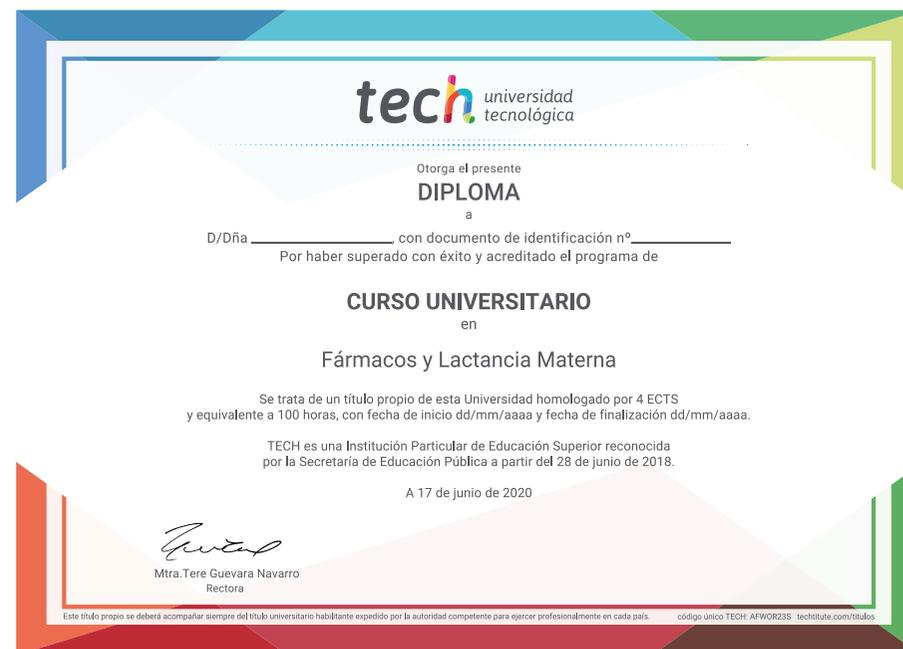 tech universidad
tecnológica
Otorga el presente
DIPLOMA
a
D/Dña ________________, con documento de identificación nº____________
Por haber superado con éxito y acreditado el programa de
CURSO UNIVERSITARIO
en
Fármacos y Lactancia Materna
Se trata de un título propio de esta Universidad homologado por 4 ECTS
y equivalente a 100 horas, con fecha de inicio dd/mm/aaaa y fecha de finalización dd/mm/aaaa.
TECH es una Institución Particular de Educación Superior reconocida
por la Secretaría de Educación Pública a partir del 28 de junio de 2018.
A 17 de junio de 2020
Mtra.Tere Guevara Navarro
Rectora
Este título propio se deberá acompañar siempre del título universitario habilitante expedido por la autoridad competente para ejercer profesionalmente en cada país. código único TECH: AFWOR23S techtitute.com/titulos